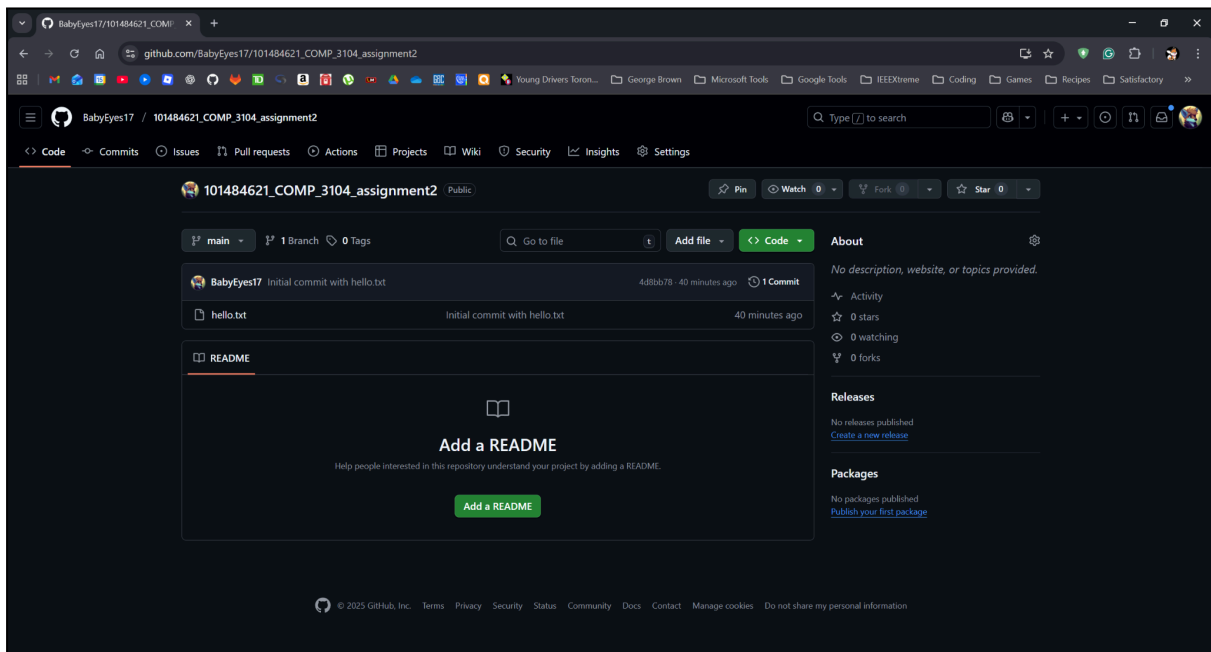 BabyEyes17/101484621_COMP
github.com/BabyEyes17/101484621_COMP_3104_assignment2
Young Drivers Toron... George Brown Microsoft Tools Google Tools IEEEXtreme Coding Games Recipes Satisfactory
BabyEyes17 / 101484621_COMP_3104_assignment2 Type / to search
Code Commits Issues Pull requests Actions Projects Wiki Security Insights Settings
101484621_COMP_3104_assignment2 Public Pin Watch 0 Fork 0 Star 0
main 1 Branch 0 Tags Go to file t Add file Code
BabyEyes17 Initial commit with hello.txt 4d8bb78 · 40 minutes ago 1 Commit
hello.txt Initial commit with hello.txt 40 minutes ago
README
Add a README
Help people interested in this repository understand your project by adding a README.
Add a README
About
No description, website, or topics provided.
Activity
0 stars
0 watching
0 forks
Releases
No releases published
Create a new release
Packages
No packages published
Publish your first package
© 2025 GitHub, Inc. Terms Privacy Security Status Community Docs Contact Manage cookies Do not share my personal information